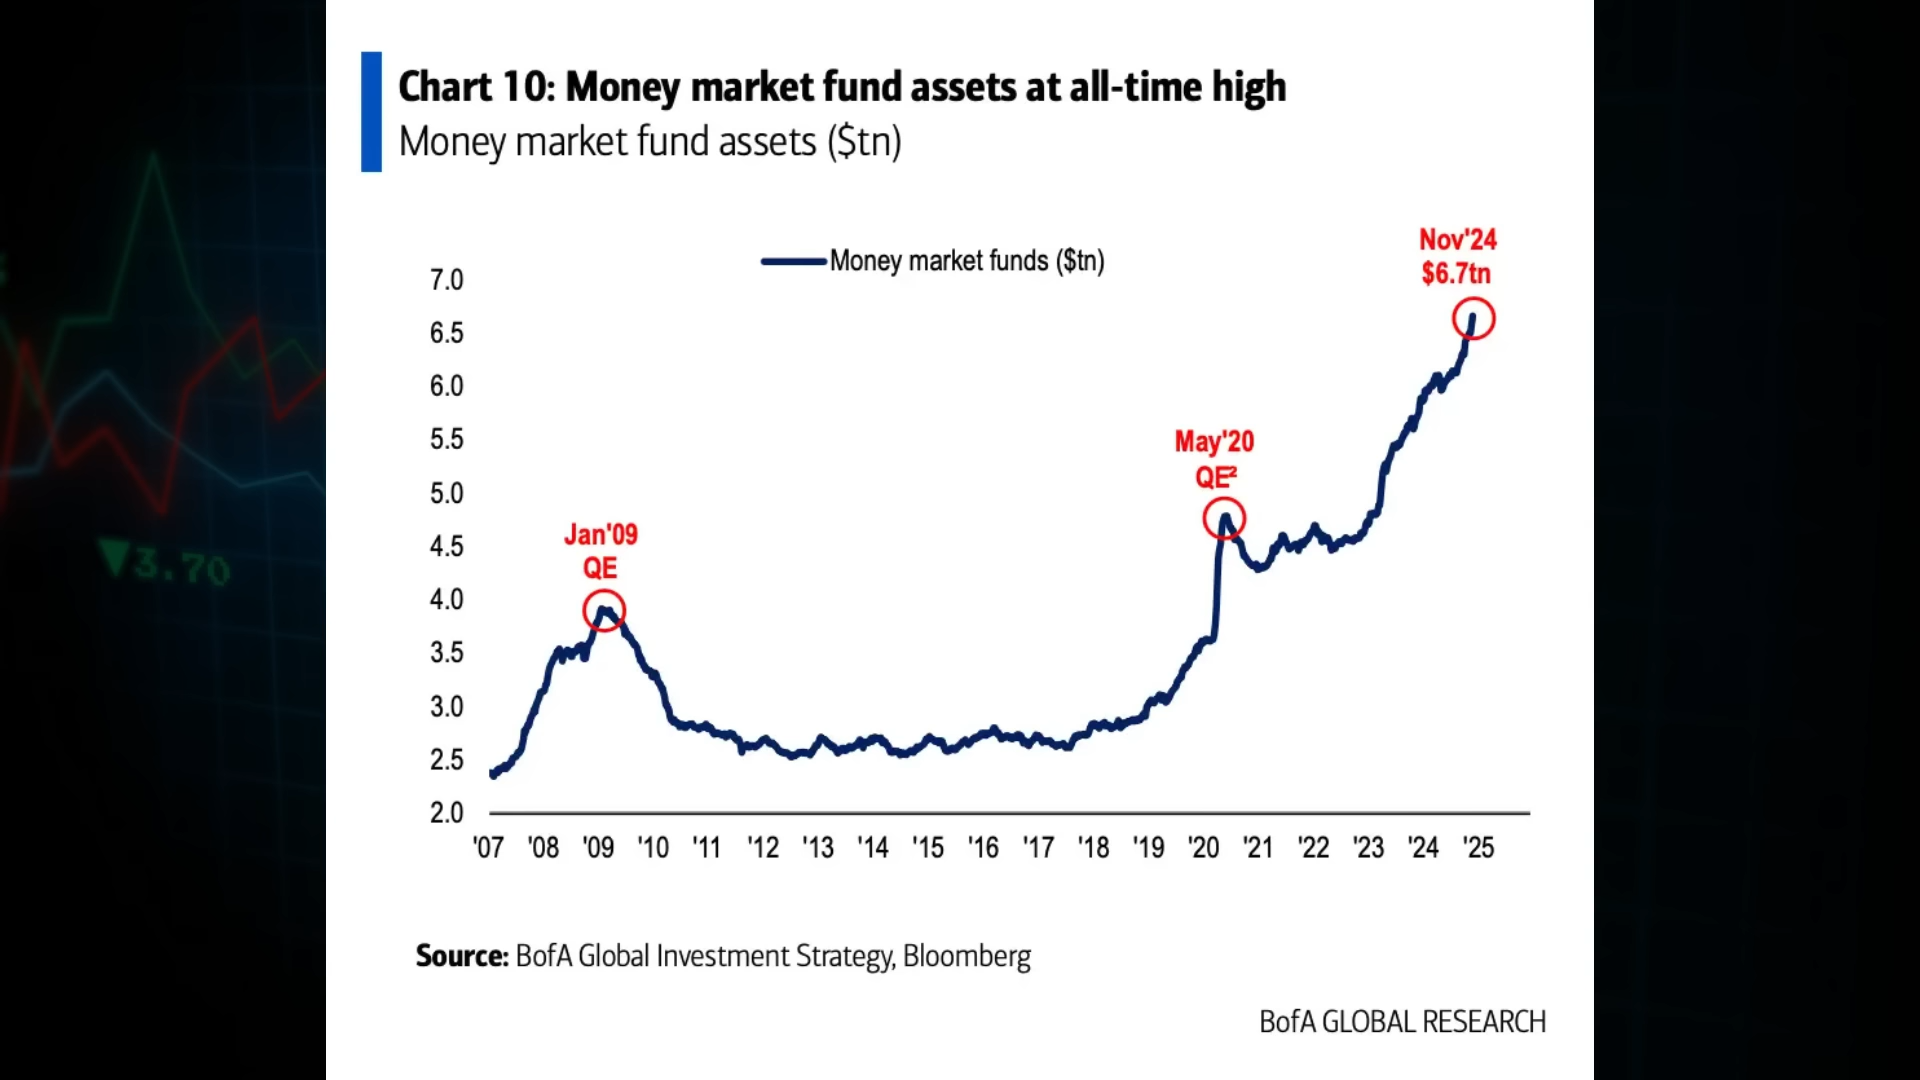 Chart 10: Money market fund assets at all-time high
Money market fund assets ($tn)
Money market funds ($tn)
Nov'24
$6.7tn
May'20
QE²
Jan'09
QE
7.0
6.5
6.0
5.5
5.0
4.5
4.0
3.5
3.0
2.5
2.0
'07 '08 '09 '10 '11 '12 '13 '14 '15 '16 '17 '18 '19 '20 '21 '22 '23 '24 '25
▼3.70
Source: BofA Global Investment Strategy, Bloomberg
BofA GLOBAL RESEARCH